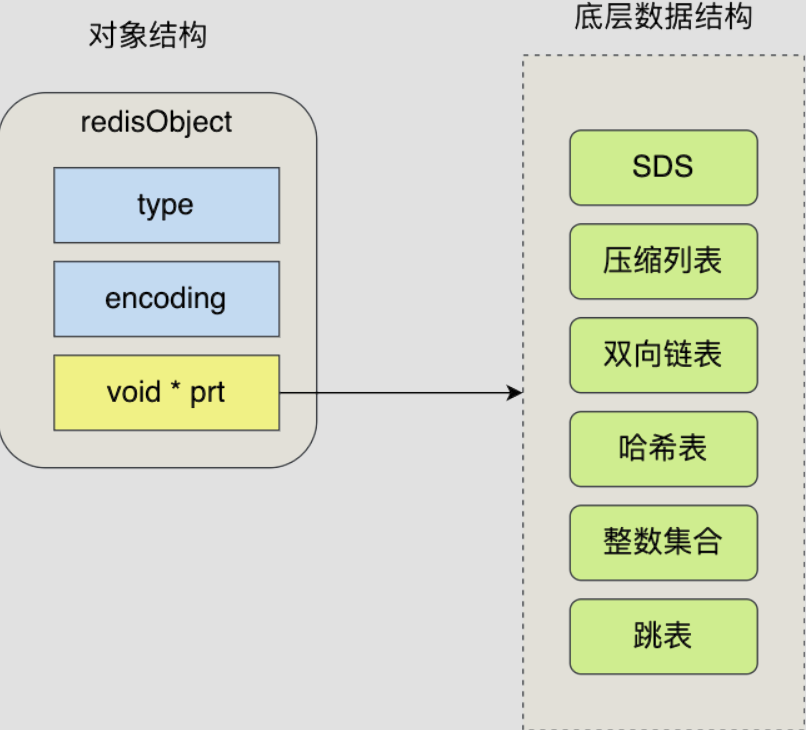 对象结构
redisObject
type
encoding
void * prt
底层数据结构
SDS
压缩列表
双向链表
哈希表
整数集合
跳表